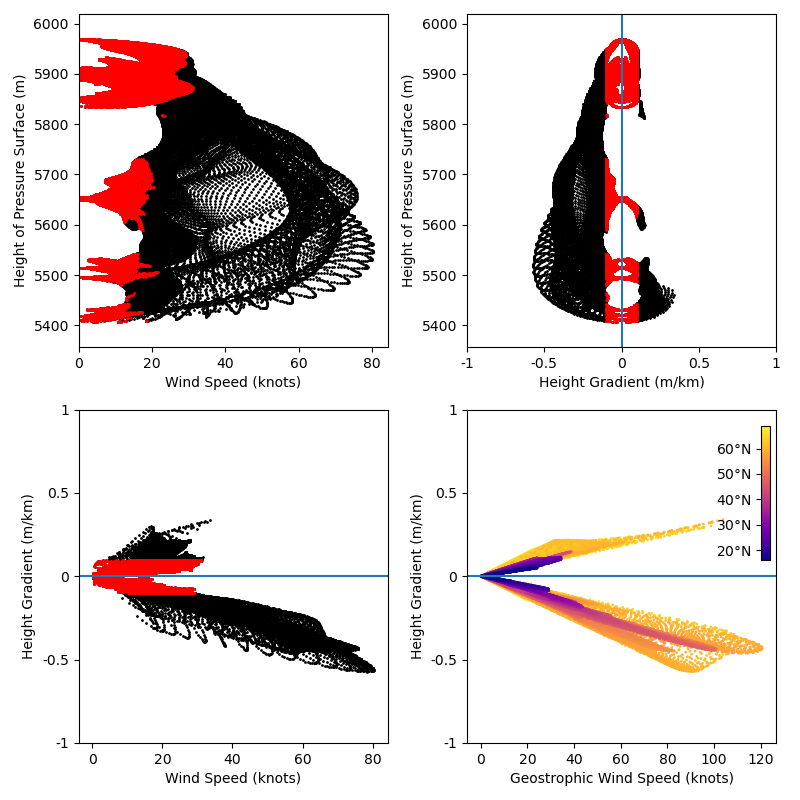 6000
5900
5800
5700
5600
5500
5400
Height of Pressure Surface (m)
0 20 40 60 80
Wind Speed (knots)
6000
5900
5800
5700
5600
5500
5400
Height of Pressure Surface (m)
-1 -0.5 0 0.5 1
Height Gradient (m/km)
1
0.5
0
-0.5
-1
Height Gradient (m/km)
0 20 40 60 80
Wind Speed (knots)
1
0.5
0
-0.5
-1
Height Gradient (m/km)
60°N
50°N
40°N
30°N
20°N
0 20 40 60 80 100 120
Geostrophic Wind Speed (knots)